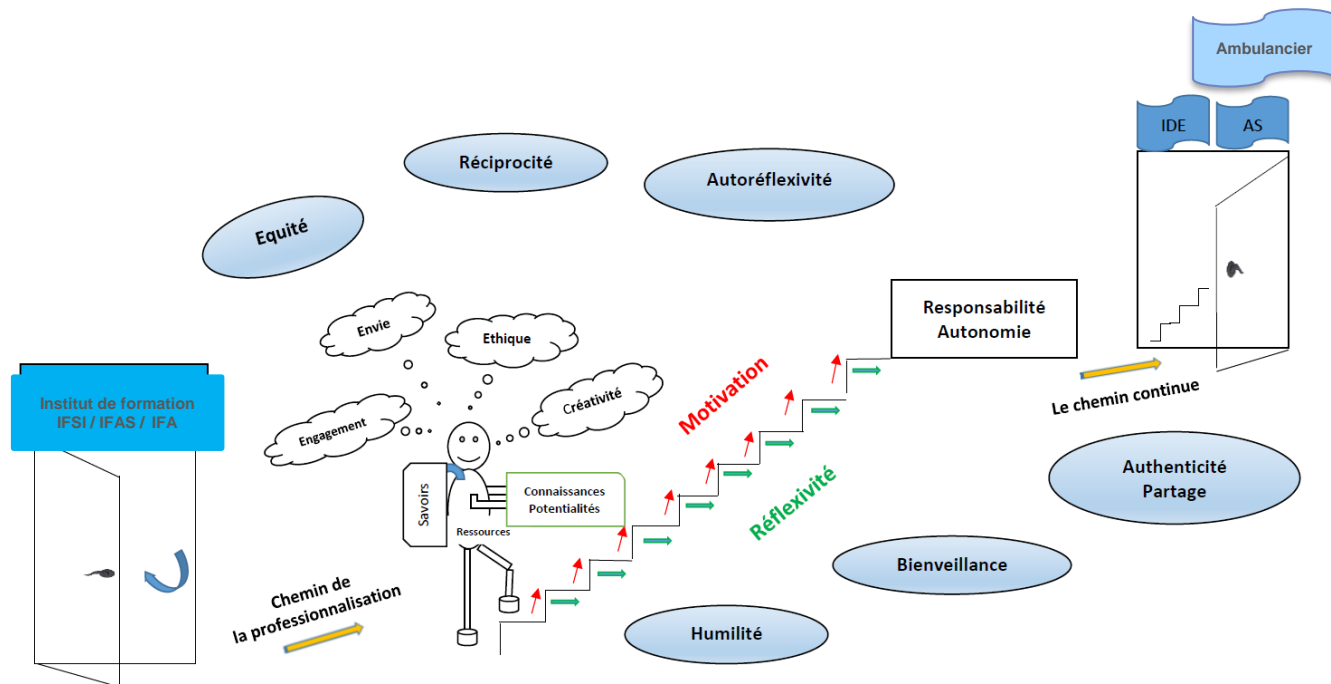 Ambulancier
IDE
AS
Réciprocité
Autoréflexivité
Equité
Envie
Ethique
Créativité
Engagement
Responsabilité
Autonomie
Institut de formation
IFSI / IFAS / IFA
Motivation
Réflexivité
Le chemin continue
Savoirs
Connaissances
Potentialités
Ressources
Authenticité
Partage
Bienveillance
Chemin de
la professionnalisation
Humilité